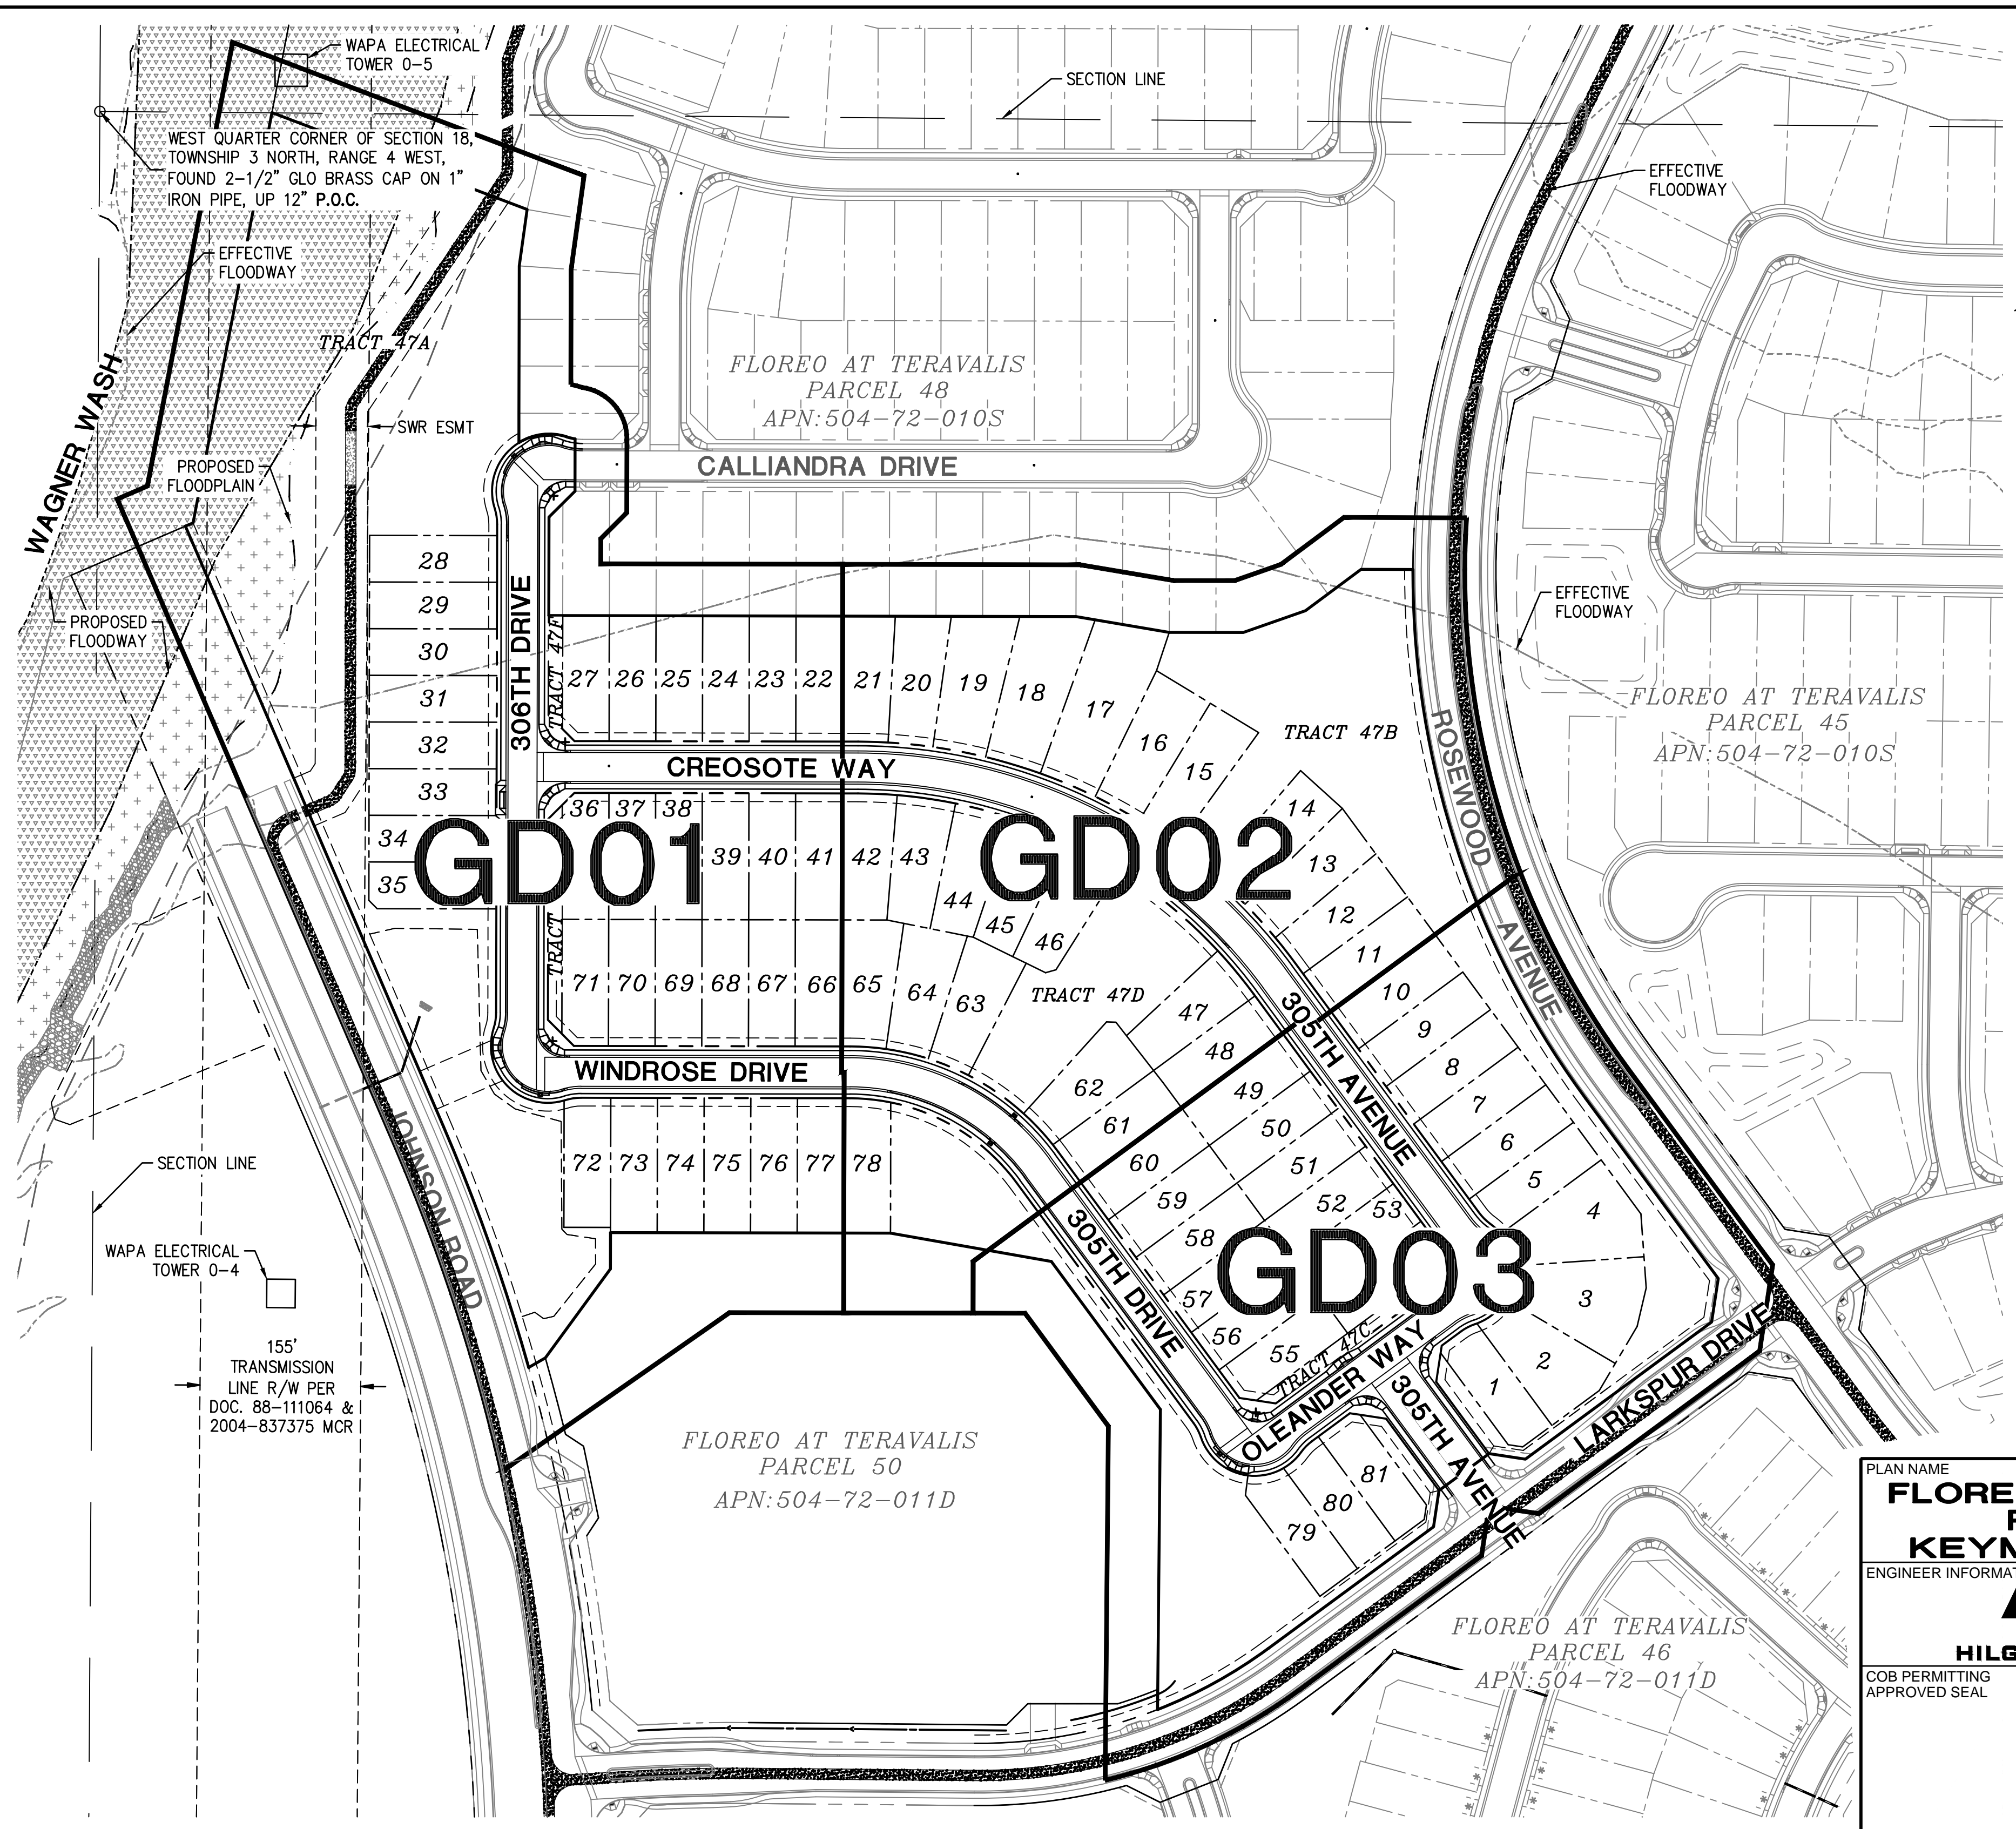 WAPA ELECTRICAL
TOWER 0-5
SECTION LINE
WEST QUARTER CORNER OF SECTION 18,
TOWNSHIP 3 NORTH, RANGE 4 WEST,
FOUND 2-1/2" GLO BRASS CAP ON 1"
IRON PIPE, UP 12" P.O.C.
EFFECTIVE
FLOODWAY
EFFECTIVE
FLOODWAY
TRACT 47A
WAGNER WASH
SWR ESMT
PROPOSED
FLOODPLAIN
PROPOSED
FLOODWAY
FLOREO AT TERAVALIS
PARCEL 48
APN:504-72-010S
CALLIANDRA DRIVE
EFFECTIVE
FLOODWAY
FLOREO AT TERAVALIS
PARCEL 45
APN:504-72-010S
28
29
30
31
32
33
34
35
306TH DRIVE
TRACT 47F
27 26 25 24 23 22 21 20 19 18 17 16 15
TRACT 47B
ROSEWOOD AVENUE
CREOSOTE WAY
36 37 38 39 40 41 42 43 44 45 46
GD01
GD02
14
13
12
11
10
9
8
7
6
5
4
3
2
1
TRACT
71 70 69 68 67 66 65 64 63
TRACT 47D
47
48
49
50
51
52 53
62
61
60
59
58
57
56
55
305TH AVENUE
WINDROSE DRIVE
72 73 74 75 76 77 78
305TH DRIVE
GD03
TRACT 47C
OLEANDER WAY
305TH AVENUE
LARKSPUR DRIVE
81
80
79
JOHNSON ROAD
SECTION LINE
WAPA ELECTRICAL
TOWER 0-4
155'
TRANSMISSION
LINE R/W PER
DOC. 88-111064 &
2004-837375 MCR
FLOREO AT TERAVALIS
PARCEL 50
APN:504-72-011D
FLOREO AT TERAVALIS
PARCEL 46
APN:504-72-011D
PLAN NAME
FLORE
KEYM
ENGINEER INFORMAT
HILG
COB PERMITTING
APPROVED SEAL